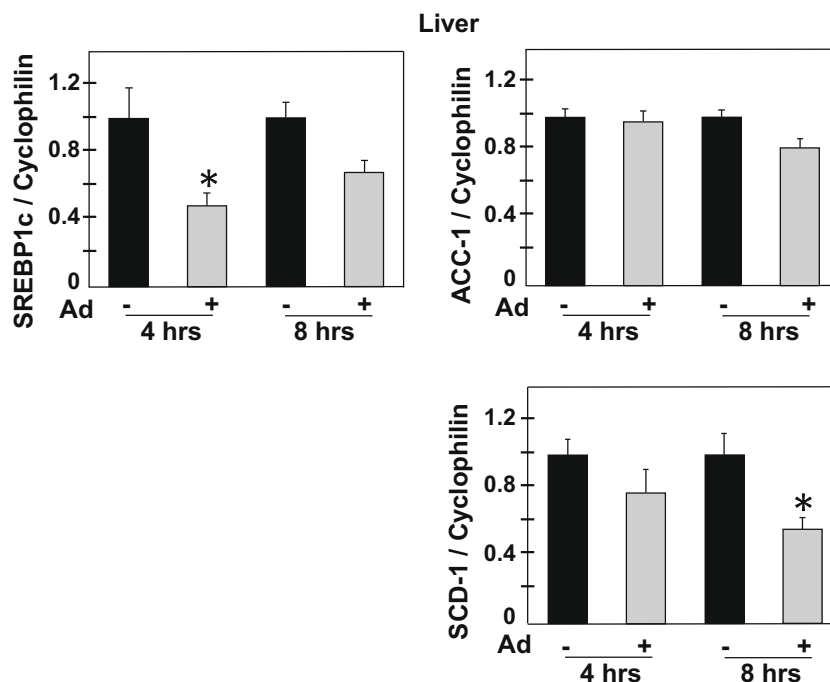 Liver
SREBP1c / Cyclophilin
1.2
0.8
0.4
0
Ad - + - +
4 hrs 8 hrs
*
ACC-1 / Cyclophilin
1.2
0.8
0.4
0
Ad - + - +
4 hrs 8 hrs
SCD-1 / Cyclophilin
1.2
0.8
0.4
0
*
Ad - + - +
4 hrs 8 hrs